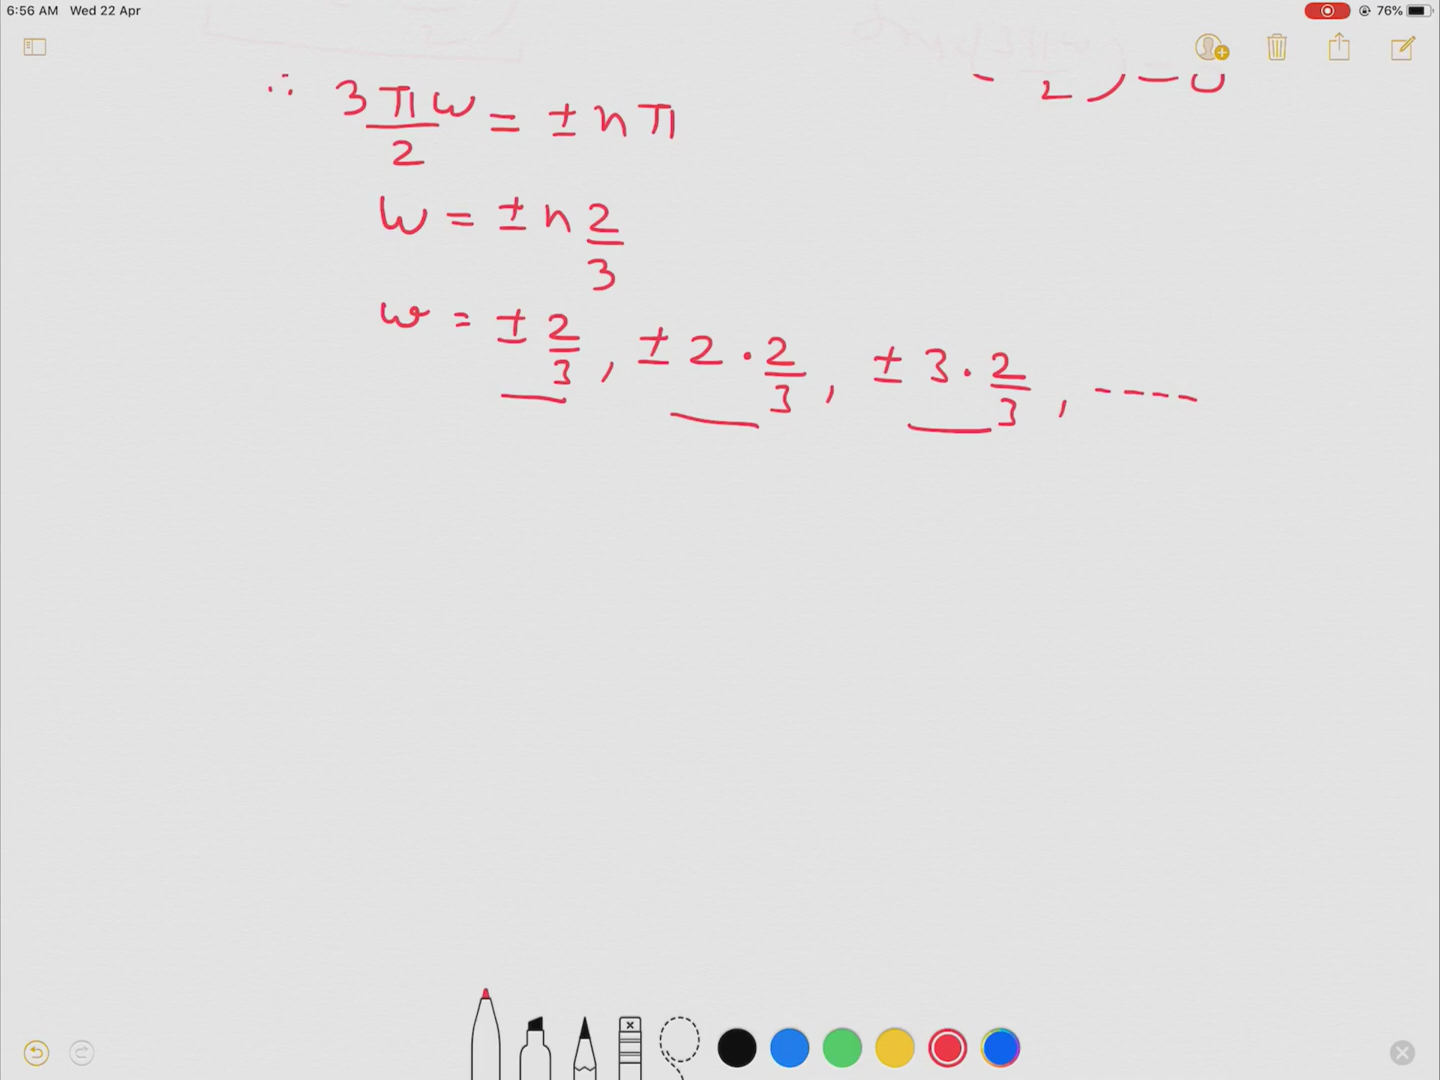 6:56 AM Wed 22 Apr 76%
∴ 3πω/2 = ± nπ
ω = ± n 2/3
ω = ± 2/3, ± 2 · 2/3, ± 3 · 2/3, ----